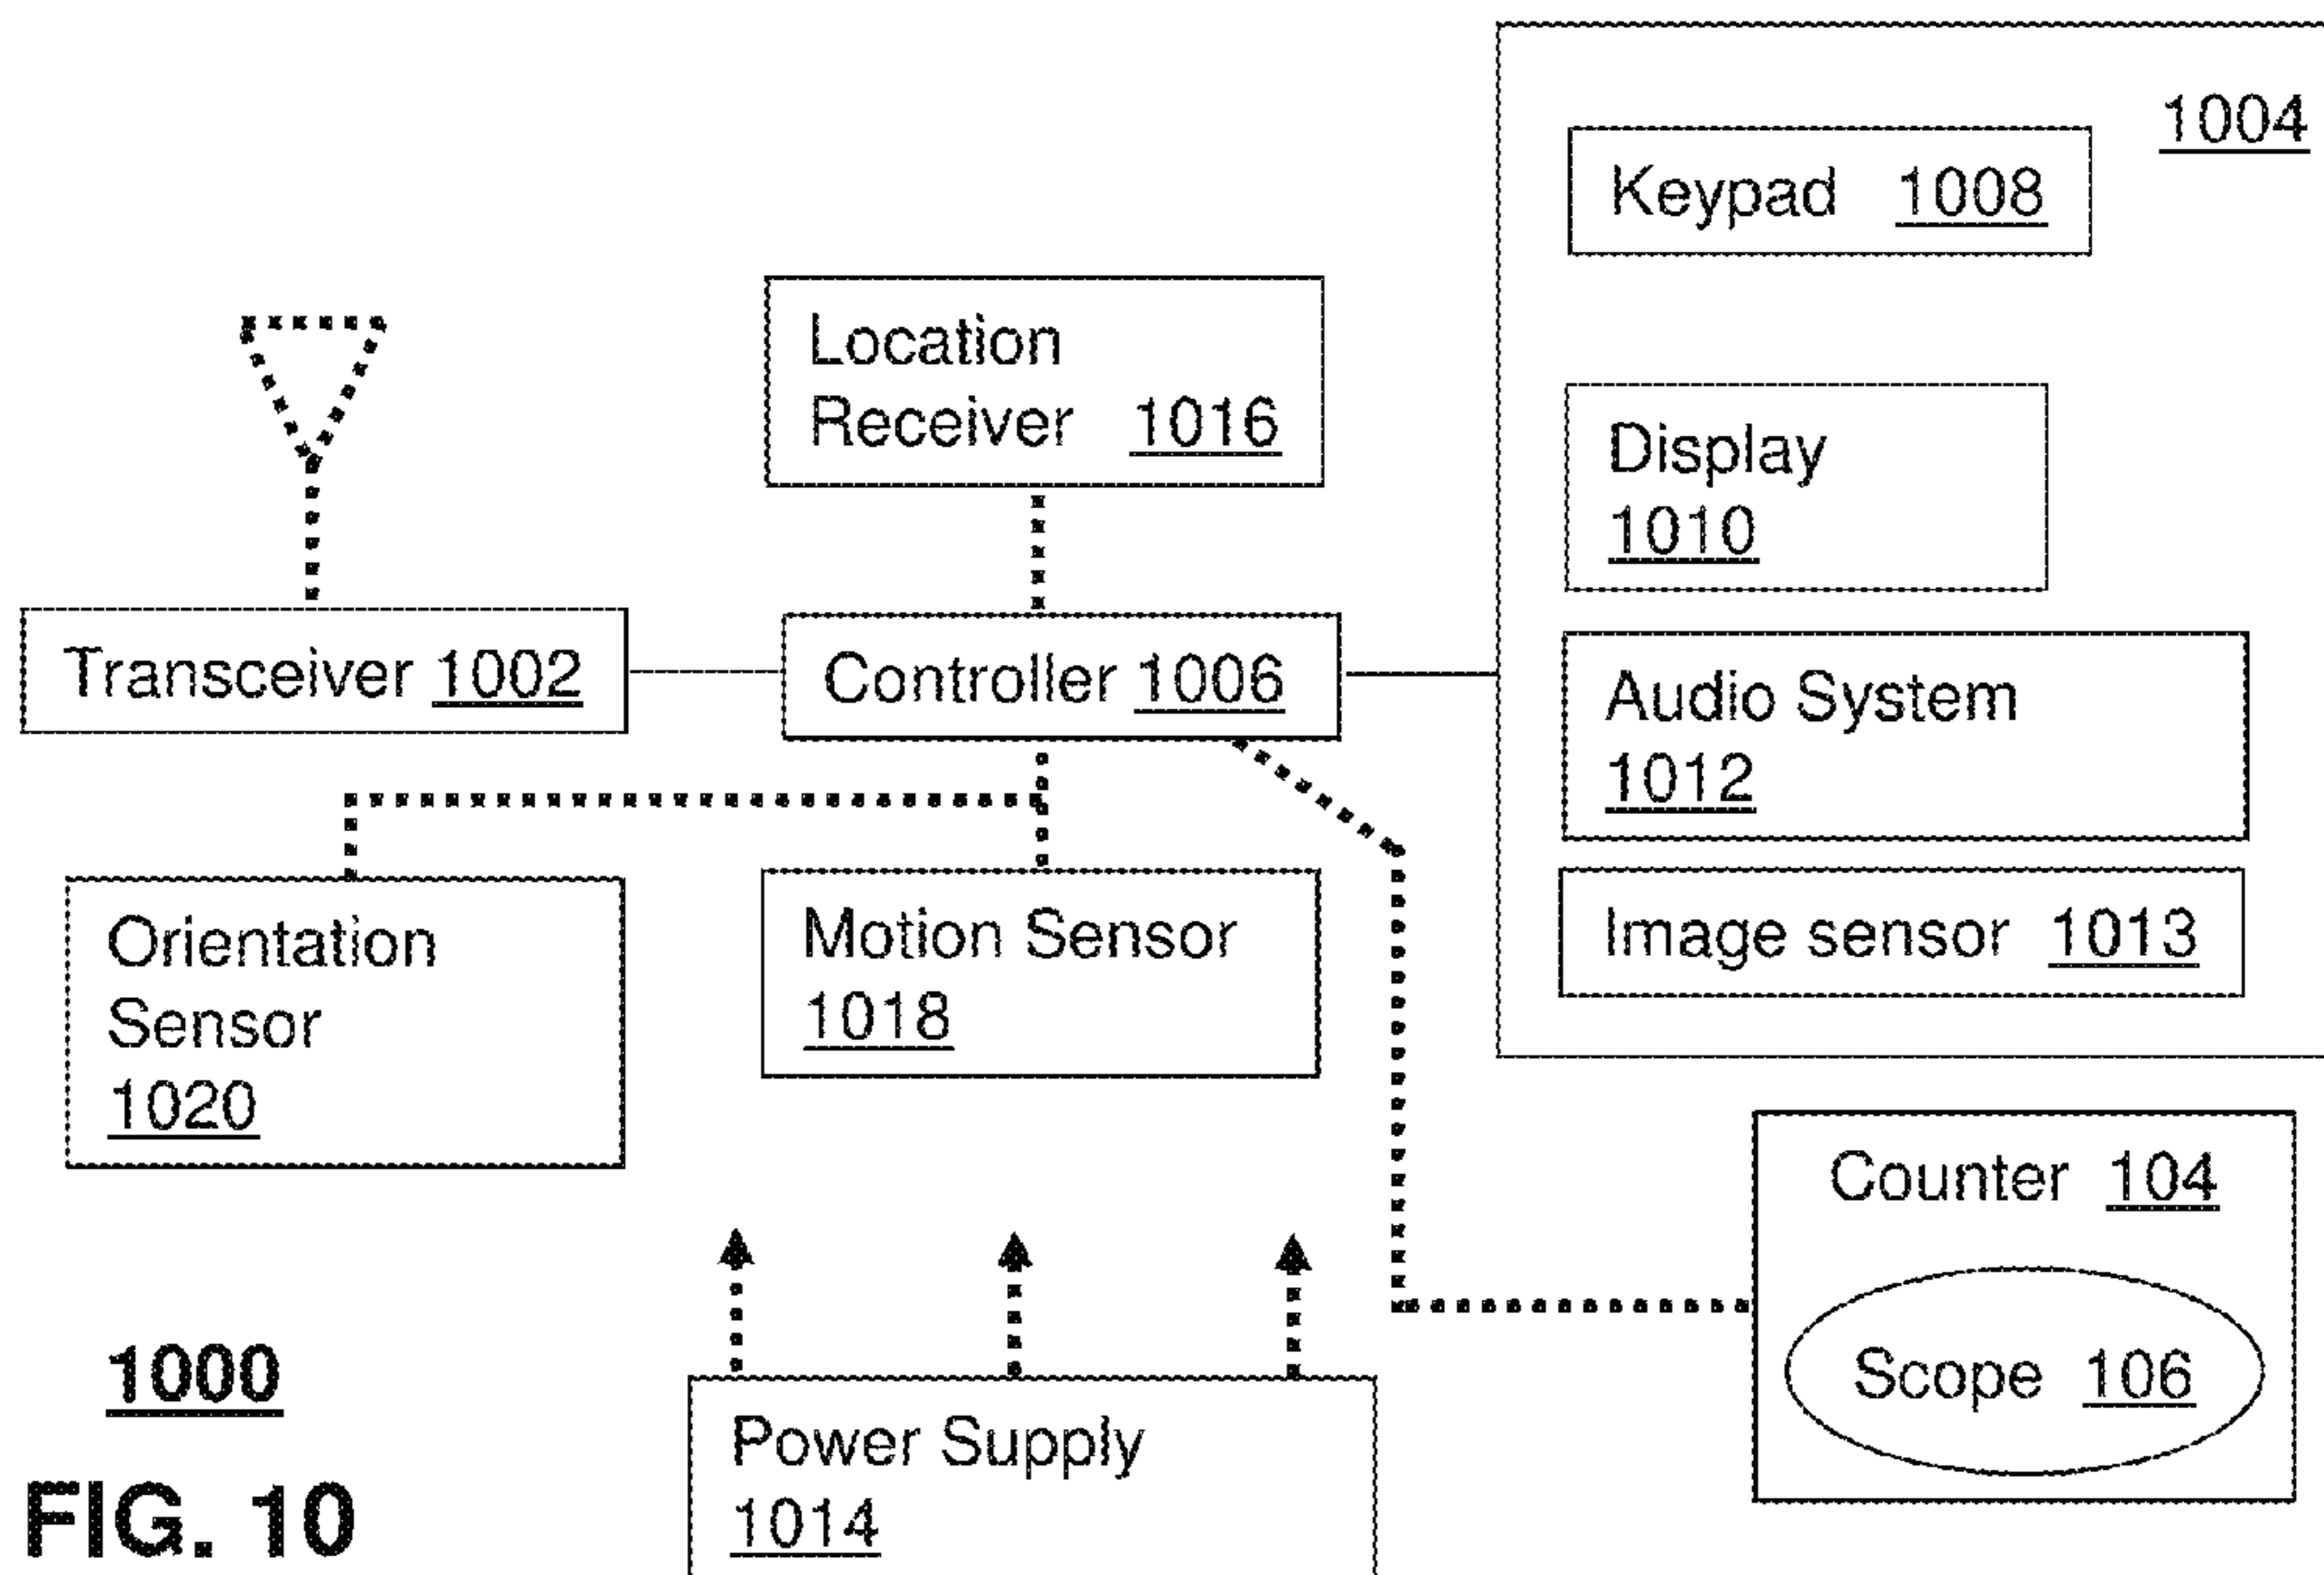 1004
Keypad 1008
Location
Receiver 1016
Display
1010
Transceiver 1002
Controller 1006
Audio System
1012
Image sensor 1013
Orientation
Sensor
1020
Motion Sensor
1018
Counter 104
Scope 106
Power Supply
1014
1000
FIG. 10